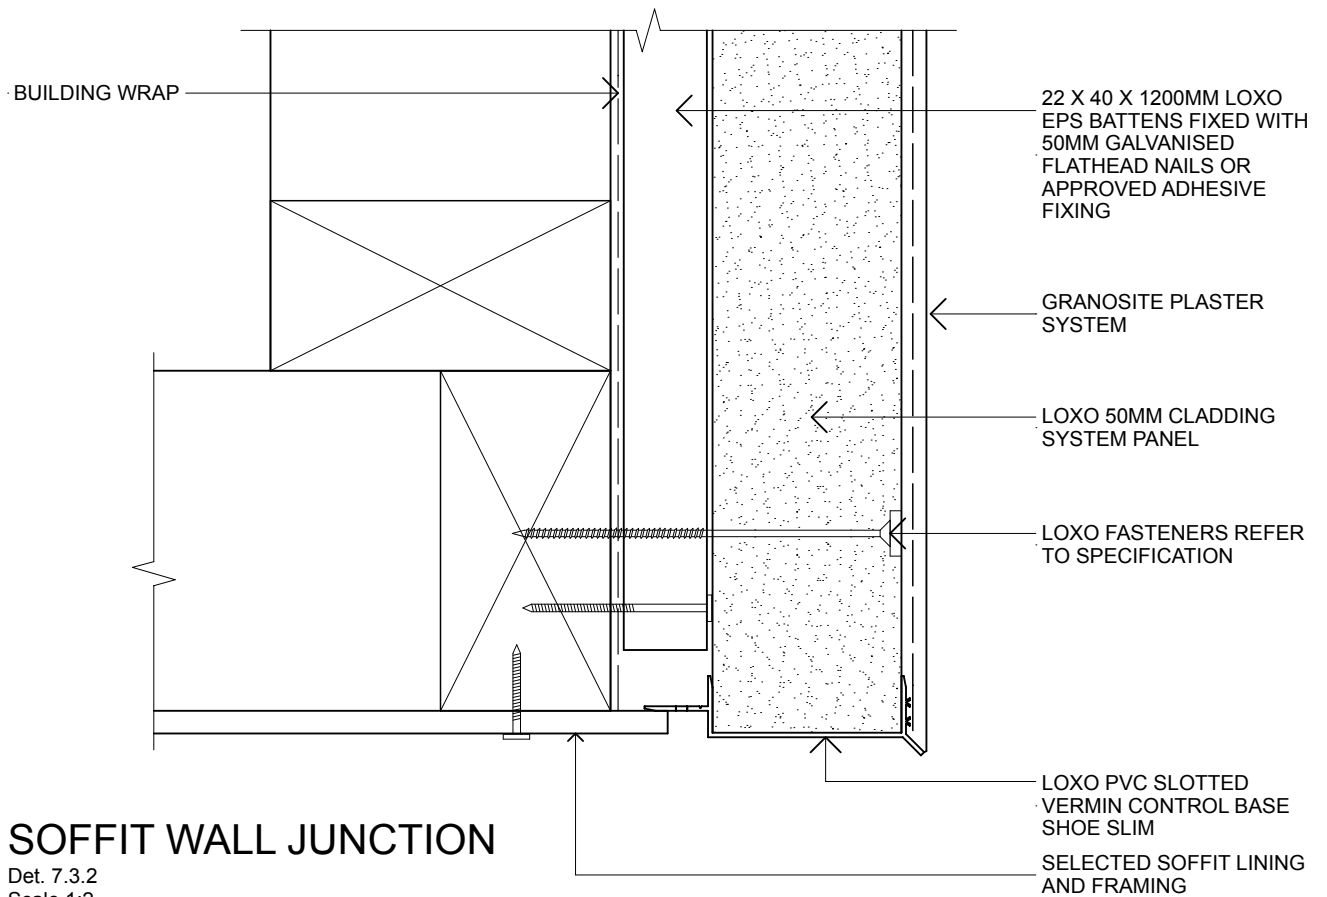 BUILDING WRAP
22 X 40 X 1200MM LOXO
EPS BATTENS FIXED WITH
50MM GALVANISED
FLATHEAD NAILS OR
APPROVED ADHESIVE
FIXING
GRANOSITE PLASTER
SYSTEM
LOXO 50MM CLADDING
SYSTEM PANEL
LOXO FASTENERS REFER
TO SPECIFICATION
LOXO PVC SLOTTED
VERMIN CONTROL BASE
SHOE SLIM
SELECTED SOFFIT LINING
AND FRAMING
SOFFIT WALL JUNCTION
Det. 7.3.2